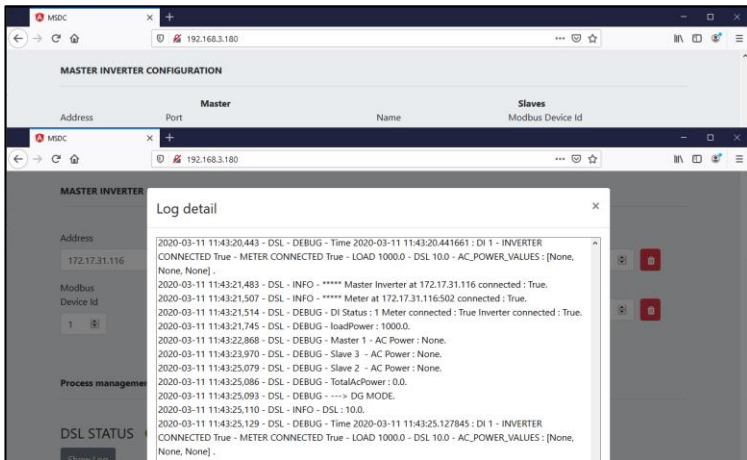 MSDC
192.168.3.180
MASTER INVERTER CONFIGURATION
Master Slaves
Address Port Name Modbus Device Id
MSDC
192.168.3.180
MASTER INVERTER
Log detail
Address
172.17.31.116
Modbus
Device Id
1
2020-03-11 11:43:20,443 - DSL - DEBUG - Time 2020-03-11 11:43:20.441661 : DI 1 - INVERTER
CONNECTED True - METER CONNECTED True - LOAD 1000.0 - DSL 10.0 - AC_POWER_VALUES : [None,
None, None] .
2020-03-11 11:43:21,483 - DSL - INFO - ***** Master Inverter at 172.17.31.116 connected : True.
2020-03-11 11:43:21,507 - DSL - INFO - ***** Meter at 172.17.31.116:502 connected : True.
2020-03-11 11:43:21,514 - DSL - DEBUG - DI Status : 1 Meter connected : True Inverter connected : True.
2020-03-11 11:43:21,745 - DSL - DEBUG - loadPower : 1000.0.
2020-03-11 11:43:22,868 - DSL - DEBUG - Master 1 - AC Power : None.
2020-03-11 11:43:23,970 - DSL - DEBUG - Slave 3 - AC Power : None.
2020-03-11 11:43:25,079 - DSL - DEBUG - Slave 2 - AC Power : None.
2020-03-11 11:43:25,086 - DSL - DEBUG - TotalAcPower : 0.0.
2020-03-11 11:43:25,093 - DSL - DEBUG - ---> DG MODE.
2020-03-11 11:43:25,110 - DSL - INFO - DSL : 10.0.
2020-03-11 11:43:25,129 - DSL - DEBUG - Time 2020-03-11 11:43:25.127845 : DI 1 - INVERTER
CONNECTED True - METER CONNECTED True - LOAD 1000.0 - DSL 10.0 - AC_POWER_VALUES : [None,
None, None] .
Process managemen
DSL STATUS
Show Log